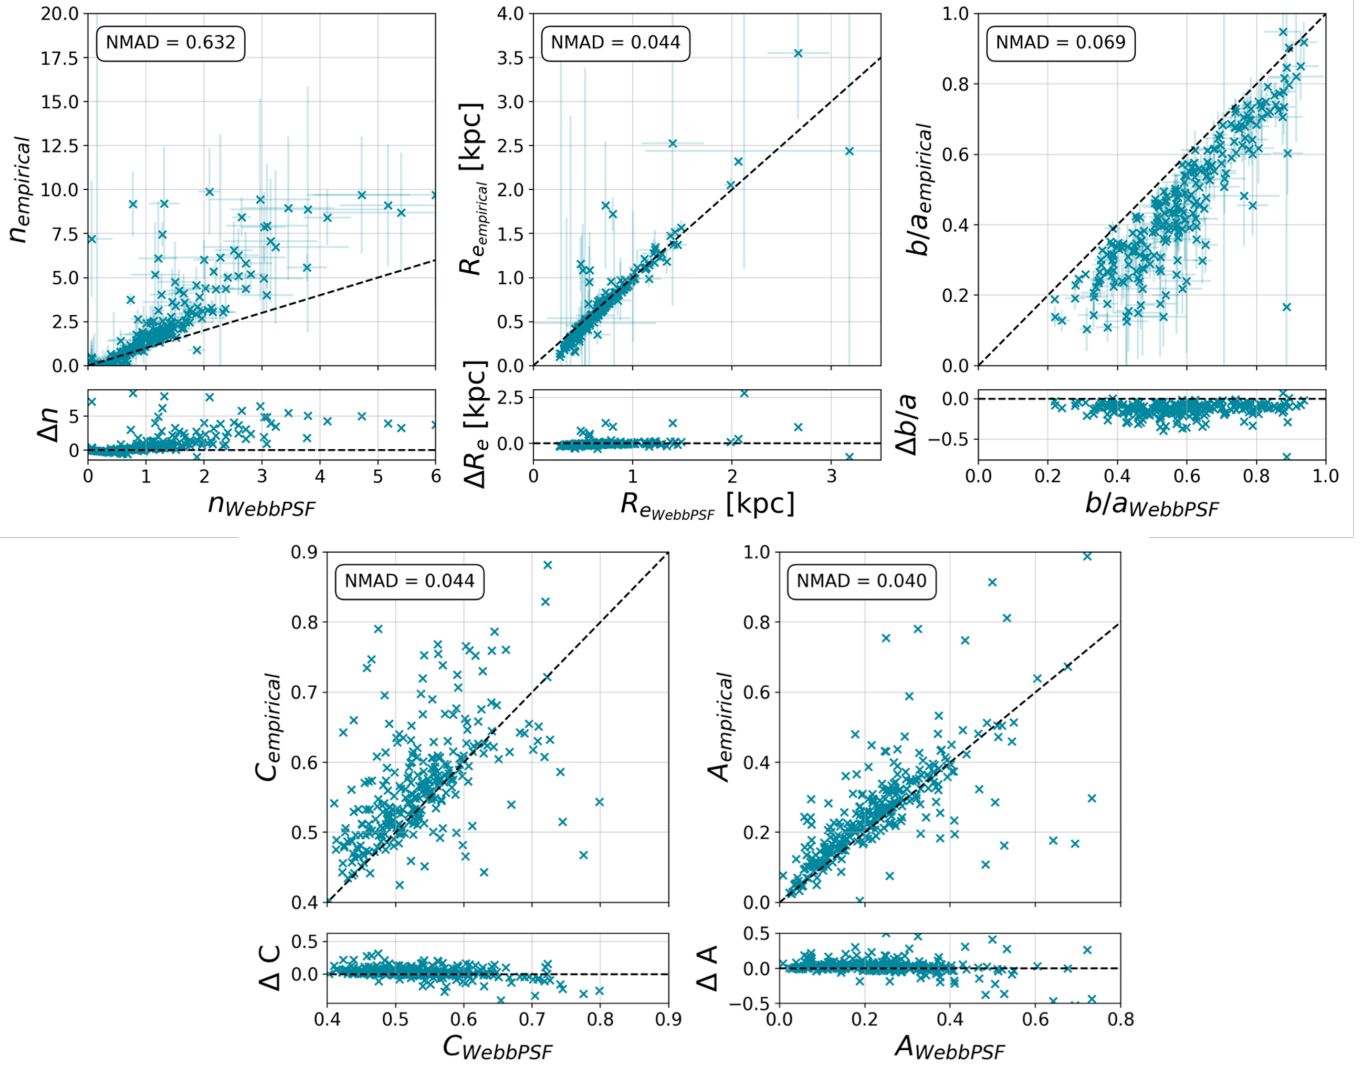 NMAD = 0.632
n_empirical
20.0
17.5
15.0
12.5
10.0
7.5
5.0
2.5
0.0
Δn
5
0
0 1 2 3 4 5 6
n_WebbPSF
NMAD = 0.044
R_e_empirical [kpc]
4.0
3.5
3.0
2.5
2.0
1.5
1.0
0.5
0.0
ΔR_e [kpc]
2.5
0.0
0 1 2 3
R_e_WebbPSF [kpc]
NMAD = 0.069
b/a_empirical
1.0
0.8
0.6
0.4
0.2
0.0
Δb/a
0.0
−0.5
0.0 0.2 0.4 0.6 0.8 1.0
b/a_WebbPSF
NMAD = 0.044
C_empirical
0.9
0.8
0.7
0.6
0.5
0.4
Δ C
0.5
0.0
0.4 0.5 0.6 0.7 0.8 0.9
C_WebbPSF
NMAD = 0.040
A_empirical
1.0
0.8
0.6
0.4
0.2
0.0
Δ A
0.5
0.0
−0.5
0.0 0.2 0.4 0.6 0.8
A_WebbPSF